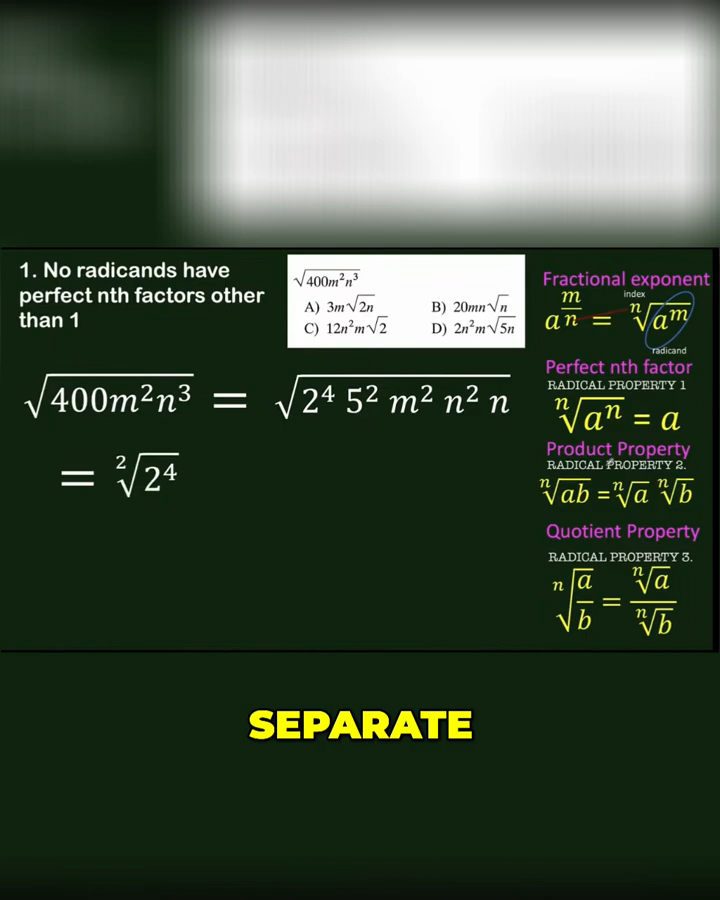 1. No radicands have
perfect nth factors other
than 1
√400m²n³
A) 3m√2n
B) 20mn√n
C) 12n²m√2
D) 2n²m√5n
√400m²n³ = √2⁴ 5² m² n² n
= ²√2⁴
Fractional exponent
index
a^(m/n) = ⁿ√aᵐ
radicand
Perfect nth factor
RADICAL PROPERTY 1
ⁿ√aⁿ = a
Product Property
RADICAL PROPERTY 2.
ⁿ√ab = ⁿ√a ⁿ√b
Quotient Property
RADICAL PROPERTY 3.
ⁿ√(a/b) = ⁿ√a / ⁿ√b
SEPARATE